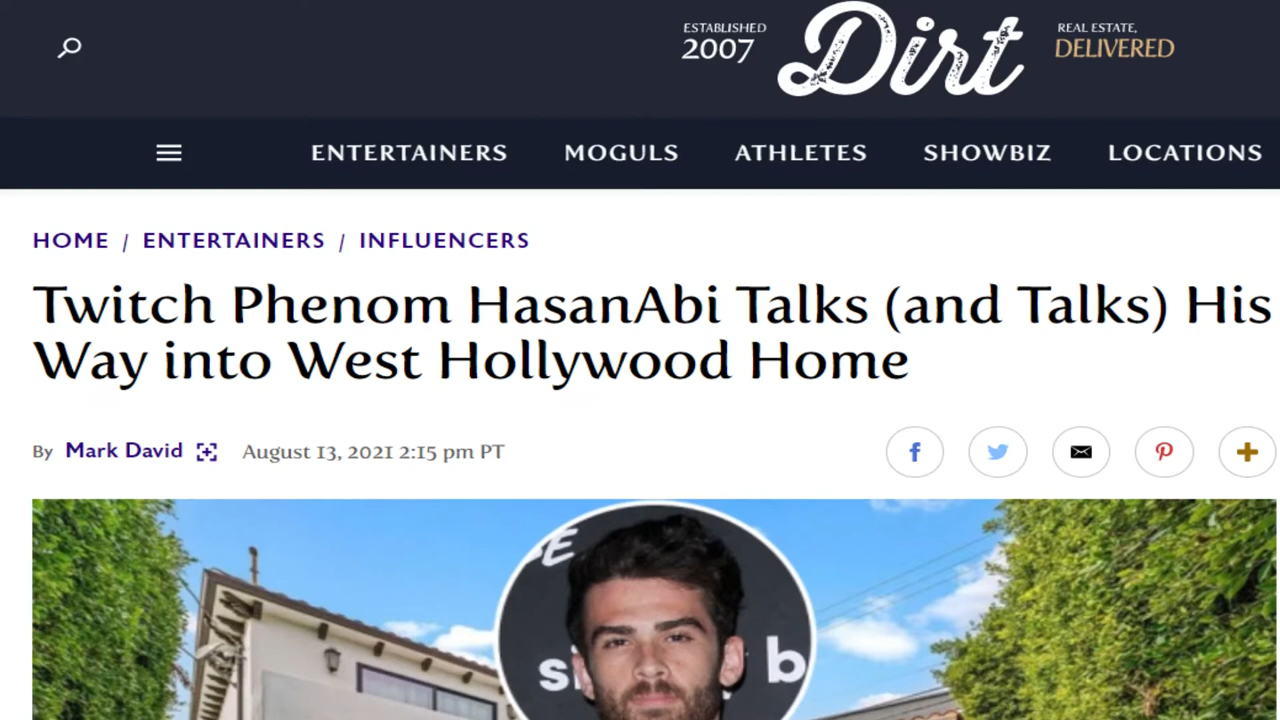 ESTABLISHED
2007
Dirt
REAL ESTATE,
DELIVERED
ENTERTAINERS MOGULS ATHLETES SHOWBIZ LOCATIONS
HOME / ENTERTAINERS / INFLUENCERS
Twitch Phenom HasanAbi Talks (and Talks) His
Way into West Hollywood Home
By Mark David August 13, 2021 2:15 pm PT